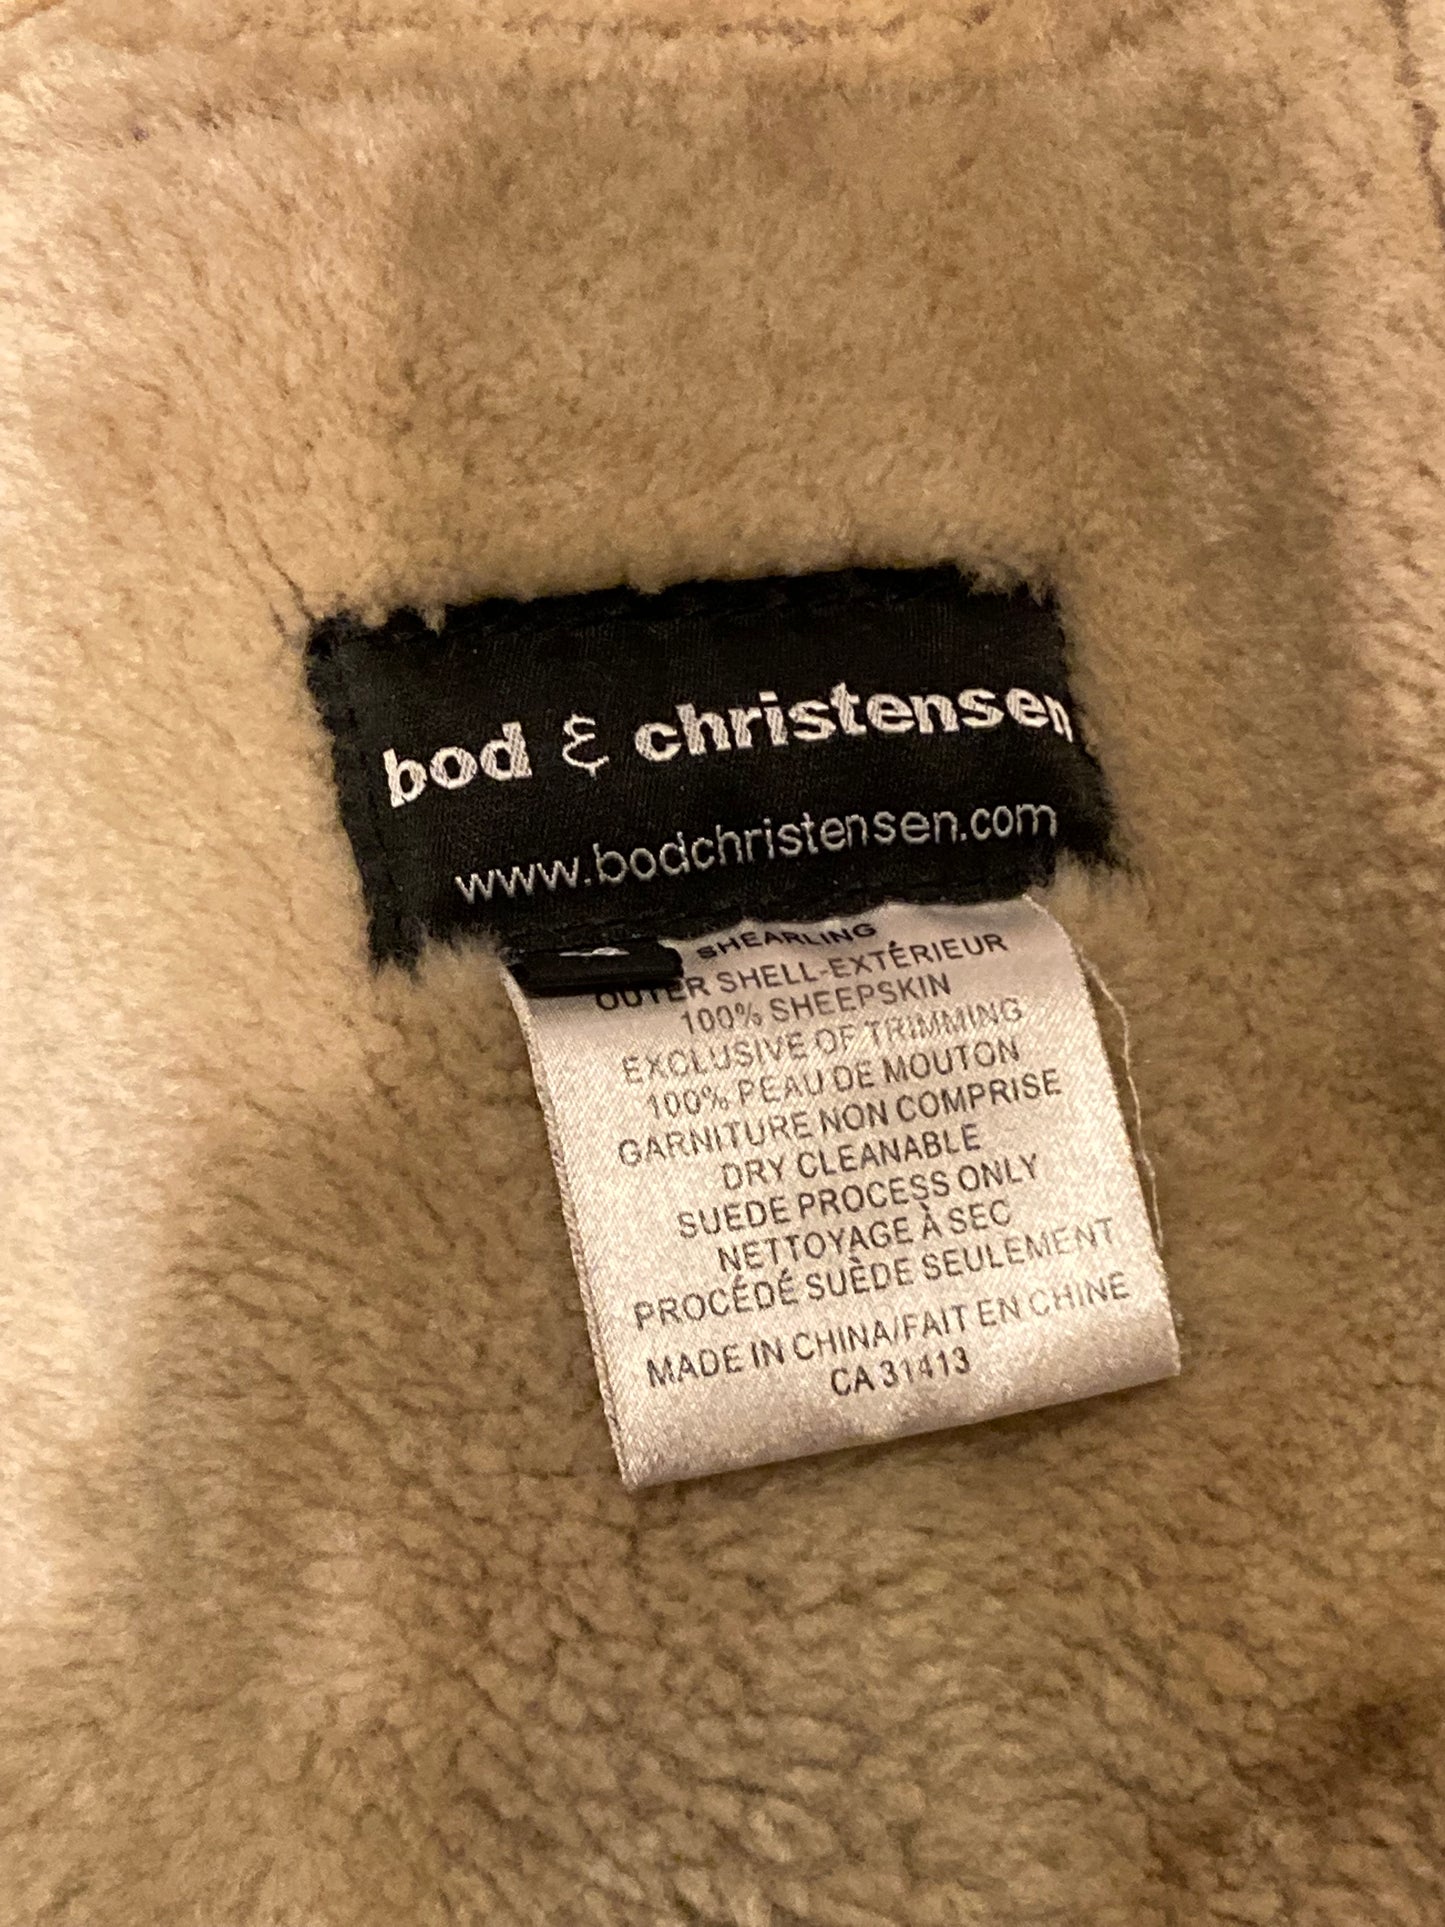 bod & christensen
www.bodchristensen.com
SHEARLING
OUTER SHELL-EXTÉRIEUR
100% SHEEPSKIN
EXCLUSIVE OF TRIMMING
100% PEAU DE MOUTON
GARNITURE NON COMPRISE
DRY CLEANABLE
SUEDE PROCESS ONLY
NETTOYAGE À SEC
PROCÉDÉ SUÈDE SEULEMENT
MADE IN CHINA/FAIT EN CHINE
CA 31413